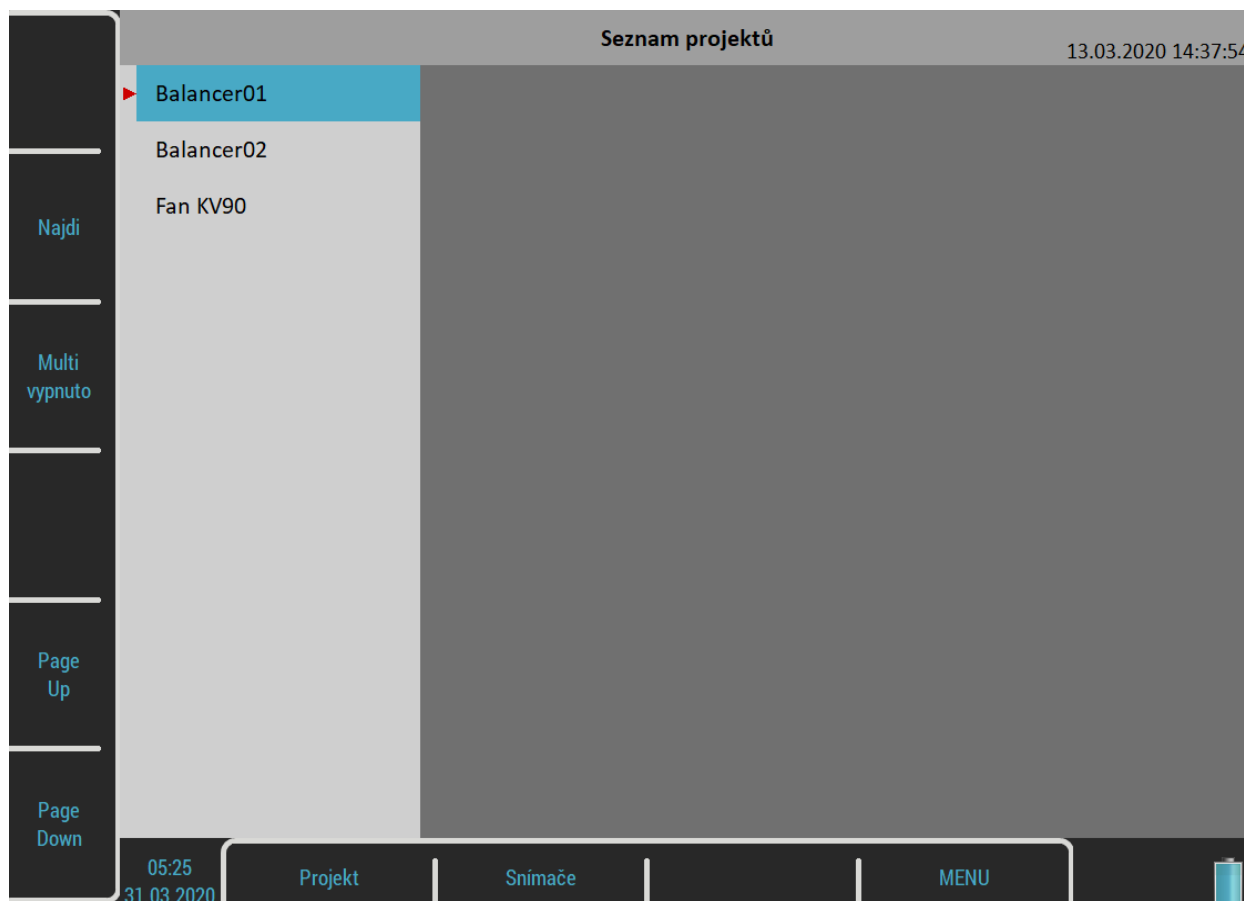 Seznam projektů
13.03.2020 14:37:54
Balancer01
Balancer02
Fan KV90
Najdi
Multi
vypnuto
Page
Up
Page
Down
05:25
31.03.2020
Projekt
Snímače
MENU